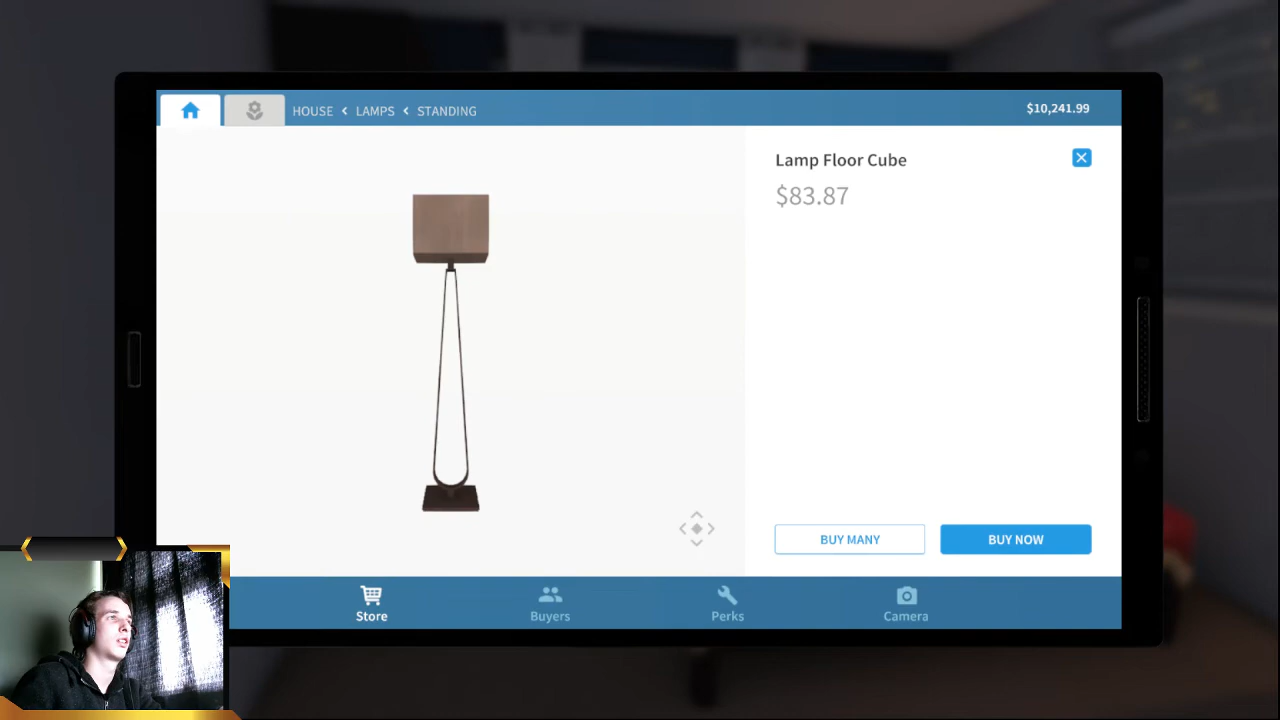 HOUSE < LAMPS < STANDING
$10,241.99
Lamp Floor Cube
$83.87
BUY MANY
BUY NOW
Store
Buyers
Perks
Camera